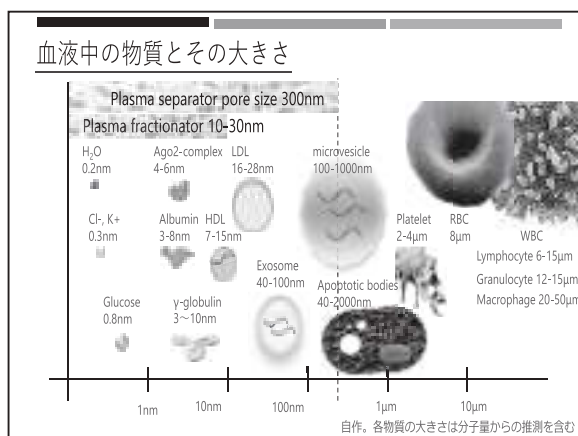 血液中の物質とその大きさ
Plasma separator pore size 300nm
Plasma fractionator 10-30nm
H₂O
0.2nm
Ago2-complex
4-6nm
LDL
16-28nm
microvesicle
100-1000nm
Cl-, K+
0.3nm
Albumin
3-8nm
HDL
7-15nm
Platelet
2-4μm
RBC
8μm
WBC
Lymphocyte 6-15μm
Granulocyte 12-15μm
Macrophage 20-50μm
Exosome
40-100nm
Apoptotic bodies
40-2000nm
Glucose
0.8nm
γ-globulin
3～10nm
1nm
10nm
100nm
1μm
10μm
自作。各物質の大きさは分子量からの推測を含む